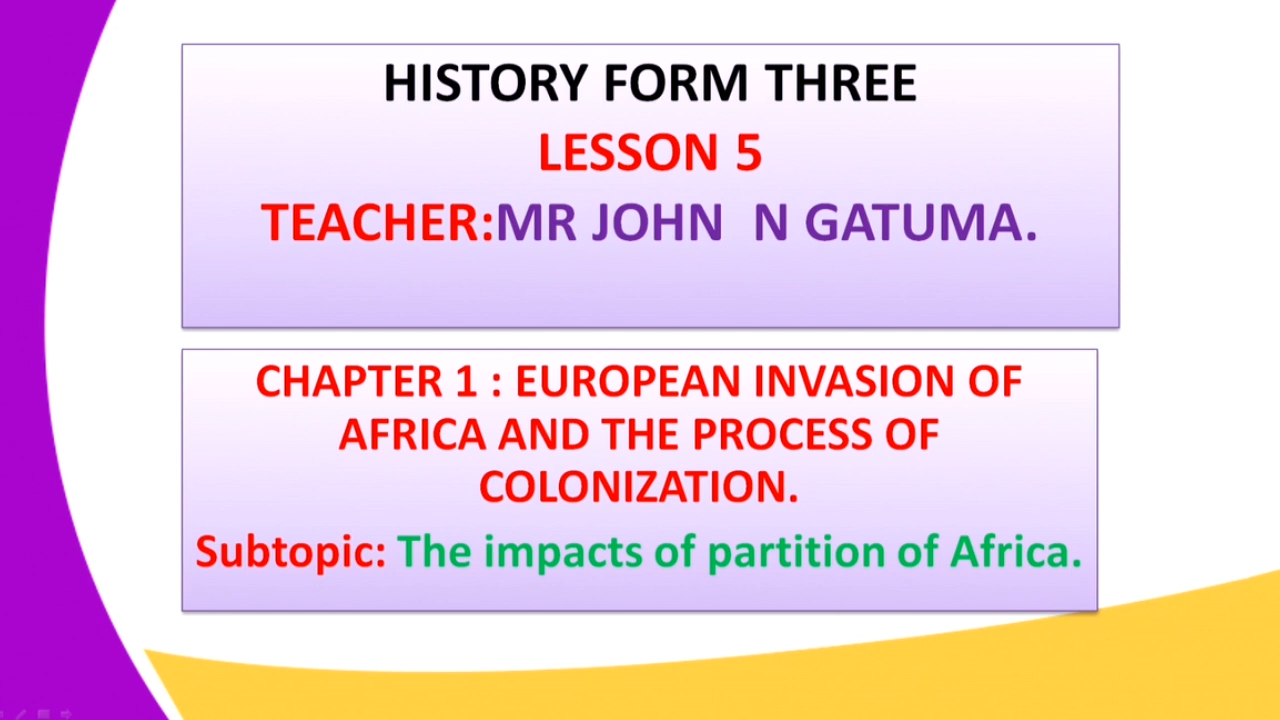 HISTORY FORM THREE
LESSON 5
TEACHER:MR JOHN  N GATUMA.
CHAPTER 1 : EUROPEAN INVASION OF
AFRICA AND THE PROCESS OF
COLONIZATION.
Subtopic: The impacts of partition of Africa.